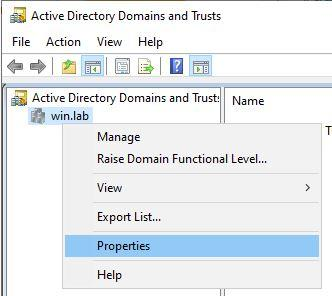 Active Directory Domains and Trusts
File Action View Help
Active Directory Domains and Trusts
Name
win.lab
Manage
Raise Domain Functional Level...
View
Export List...
Properties
Help